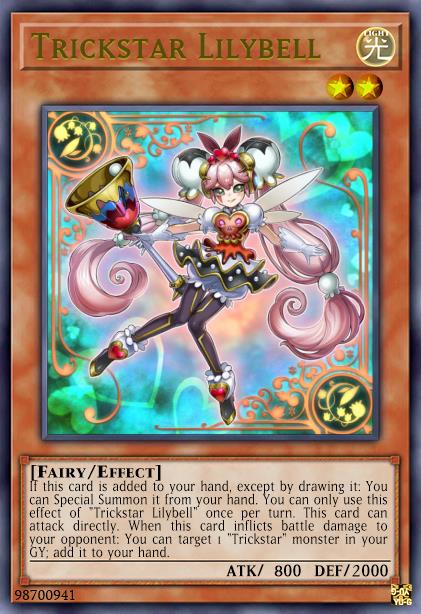 TRICKSTAR LILYBELL
LIGHT
光
[FAIRY/EFFECT]
If this card is added to your hand, except by drawing it: You
can Special Summon it from your hand. You can only use this
effect of "Trickstar Lilybell" once per turn. This card can
attack directly. When this card inflicts battle damage to
your opponent: You can target 1 "Trickstar" monster in your
GY; add it to your hand.
ATK/ 800 DEF/2000
98700941